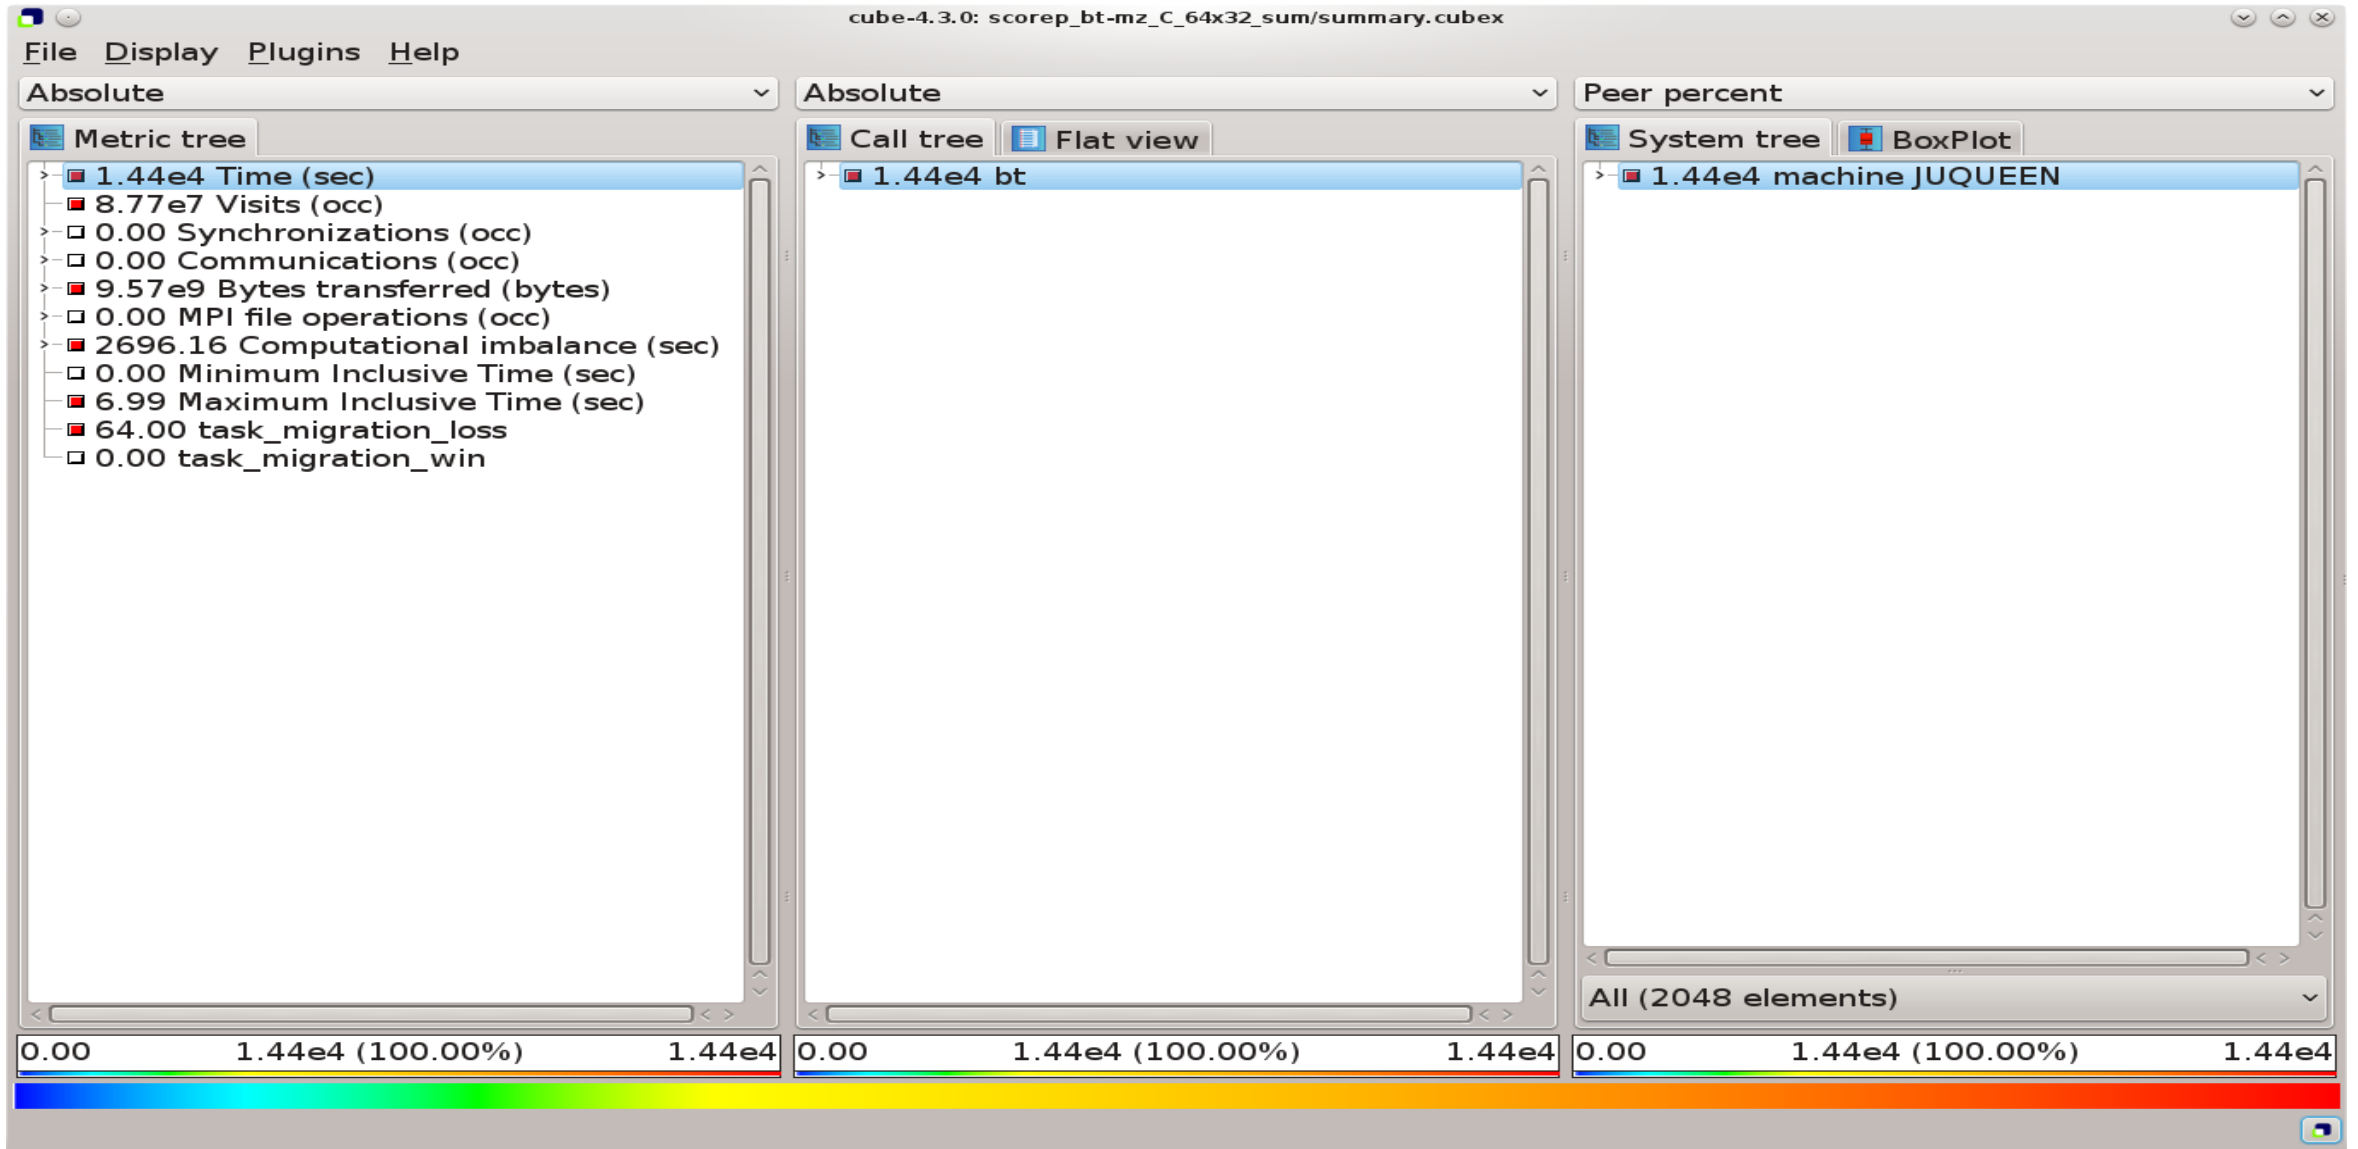 cube-4.3.0: scorep_bt-mz_C_64x32_sum/summary.cubex
File Display Plugins Help
Absolute
Absolute
Peer percent
Metric tree
Call tree
Flat view
System tree
BoxPlot
1.44e4 Time (sec)
8.77e7 Visits (occ)
0.00 Synchronizations (occ)
0.00 Communications (occ)
9.57e9 Bytes transferred (bytes)
0.00 MPI file operations (occ)
2696.16 Computational imbalance (sec)
0.00 Minimum Inclusive Time (sec)
6.99 Maximum Inclusive Time (sec)
64.00 task_migration_loss
0.00 task_migration_win
1.44e4 bt
1.44e4 machine JUQUEEN
All (2048 elements)
0.00 1.44e4 (100.00%) 1.44e4
0.00 1.44e4 (100.00%) 1.44e4
0.00 1.44e4 (100.00%) 1.44e4